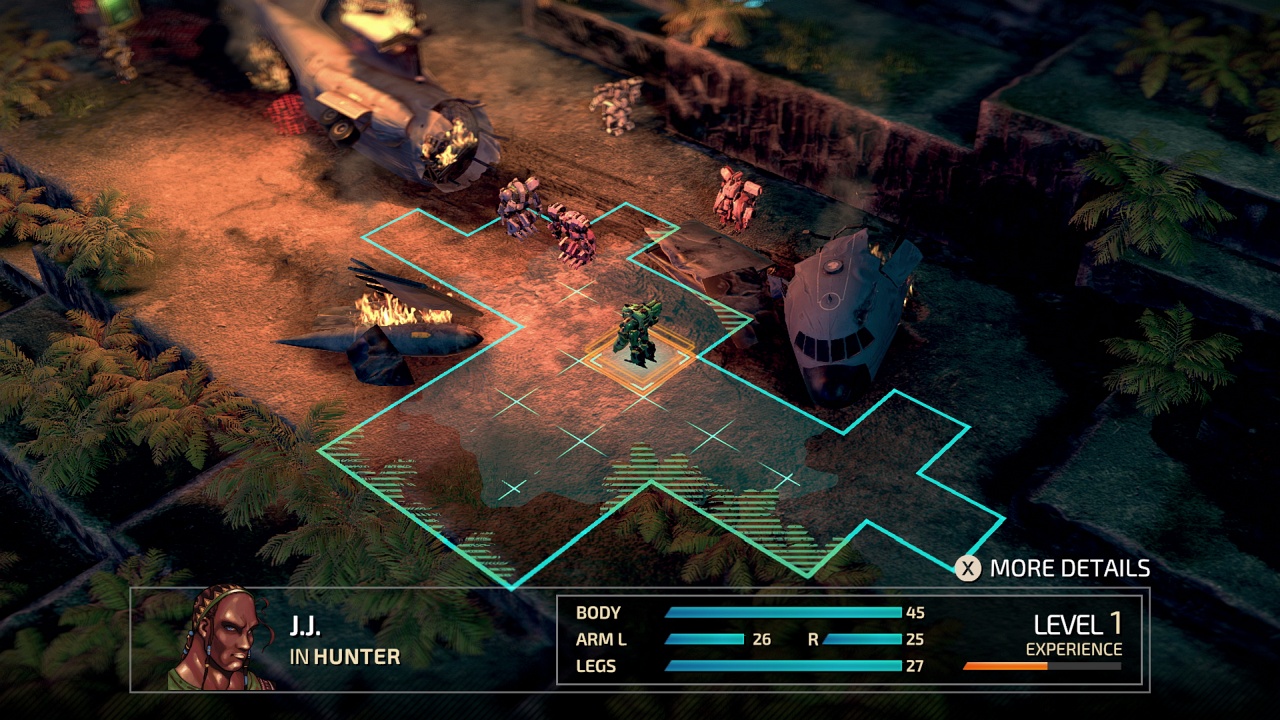 X MORE DETAILS
J.J.
IN HUNTER
BODY 45
ARM L 26 R 25
LEGS 27
LEVEL 1
EXPERIENCE